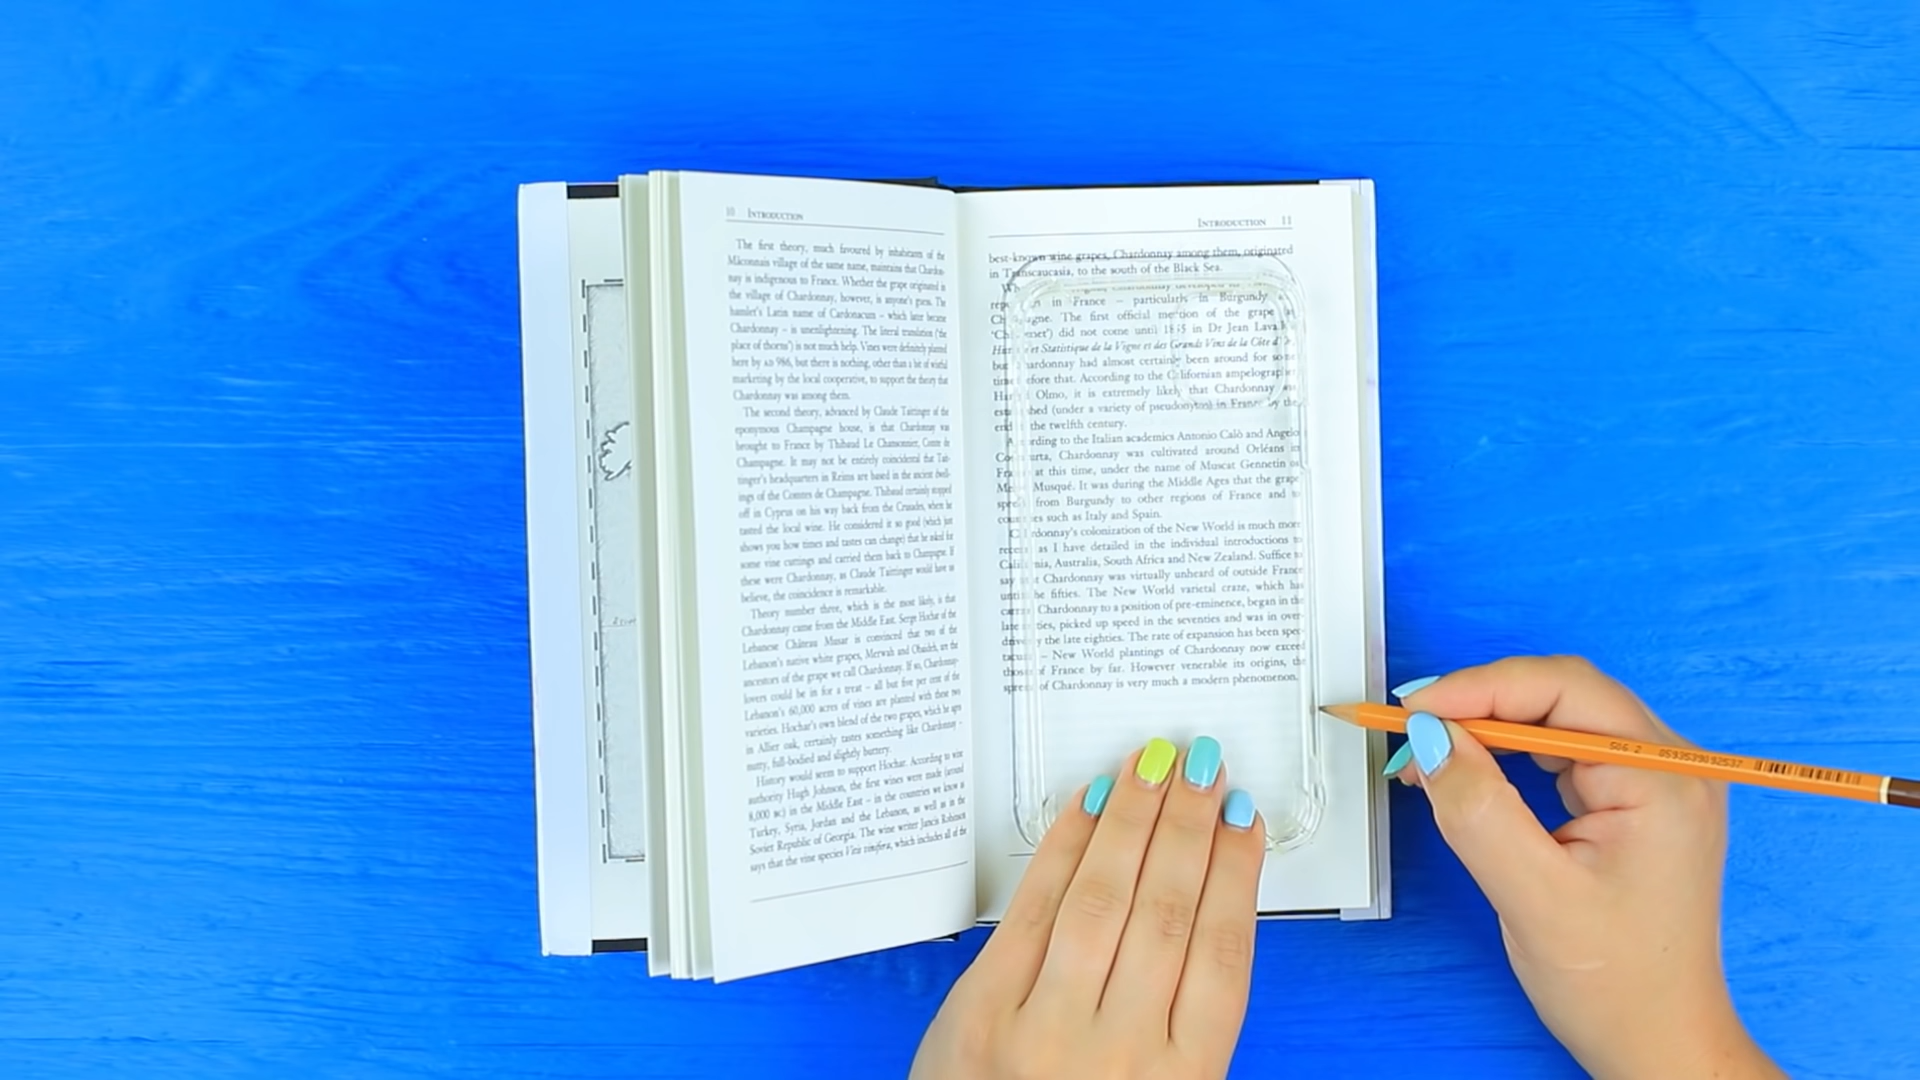 10 INTRODUCTION
The first theory, much favoured by inhabitants of the
Mâconnais village of the same name, maintains that Chardon-
nay is indigenous to France. Whether the grape originated in
the village of Chardonnay, however, is anyone's guess. The
hamlet's Latin name of Cardonacum – which later became
Chardonnay – is unenlightening. The literal translation ('the
place of thorns') is not much help. Vines were definitely planted
here by AD 986, but there is nothing, other than a bit of wistful
marketing by the local cooperative, to support the theory that
Chardonnay was among them.
The second theory, advanced by Claude Taittinger of the
eponymous Champagne house, is that Chardonnay was
brought to France by Thibaud Le Chansonnier, Comte de
Champagne. It may not be entirely coincidental that Tait-
tinger's headquarters in Reims are based in the ancient dwell-
ings of the Comtes de Champagne. Thibaud certainly stopped
off in Cyprus on his way back from the Crusades, when he
tasted the local wine. He considered it so good (which just
shows you how times and tastes can change) that he asked for
some vine cuttings and carried them back to Champagne. If
these were Chardonnay, as Claude Taittinger would have us
believe, the coincidence is remarkable.
Theory number three, which is the most likely, is that
Chardonnay came from the Middle East. Serge Hochar of the
Lebanese Château Musar is convinced that two of the
Lebanon's native white grapes, Merwah and Obaideh, are the
ancestors of the grape we call Chardonnay. If so, Chardonnay-
lovers could be in for a treat – all but five per cent of the
Lebanon's 60,000 acres of vines are planted with these two
varieties. Hochar's own blend of the two grapes, which he ages
in Allier oak, certainly tastes something like Chardonnay –
nutty, full-bodied and slightly buttery.
History would seem to support Hochar. According to wine
authority Hugh Johnson, the first wines were made (around
8,000 BC) in the Middle East – in the countries we know as
Turkey, Syria, Jordan and the Lebanon, as well as in the
Soviet Republic of Georgia. The wine writer Jancis Robinson
says that the vine species Vitis vinifera, which includes all of the
INTRODUCTION 11
best-known wine grapes, Chardonnay among them, originated
in Transcaucasia, to the south of the Black Sea.
Chardonnay developed
in France – particularly in Burgundy
The first official mention of the grape
did not come until in Dr Jean
et Statistique de la Vigne et des Grands Vins de la Côte
Chardonnay had almost certainly been around for some
time before that. According to the Californian ampelographer
Olmo, it is extremely likely that Chardonnay was
established (under a variety of pseudonyms) in France by the
end of the twelfth century.
According to the Italian academics Antonio Calò and Angelo
Chardonnay was cultivated around Orléans in
at this time, under the name of Muscat Gennetin or
Musqué. It was during the Middle Ages that the grape
spread from Burgundy to other regions of France and to
countries such as Italy and Spain.
Chardonnay's colonization of the New World is much more
recent as I have detailed in the individual introductions to
California, Australia, South Africa and New Zealand. Suffice to
say that Chardonnay was virtually unheard of outside France
until the fifties. The New World varietal craze, which has
carried Chardonnay to a position of pre-eminence, began in the
late ties, picked up speed in the seventies and was in over-
drive by the late eighties. The rate of expansion has been spec-
tacular – New World plantings of Chardonnay now exceed
those of France by far. However venerable its origins, the
spread of Chardonnay is very much a modern phenomenon.
506 2 0593539092537